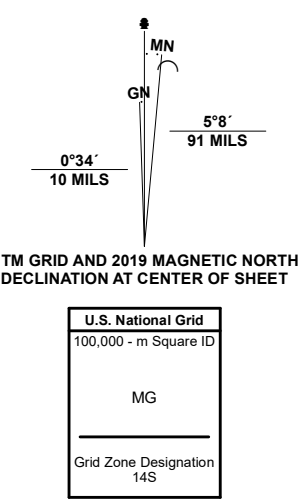 MN
GN
5°8´
91 MILS
0°34´
10 MILS
TM GRID AND 2019 MAGNETIC NORTH
DECLINATION AT CENTER OF SHEET
U.S. National Grid
100,000 - m Square ID
MG
Grid Zone Designation
14S